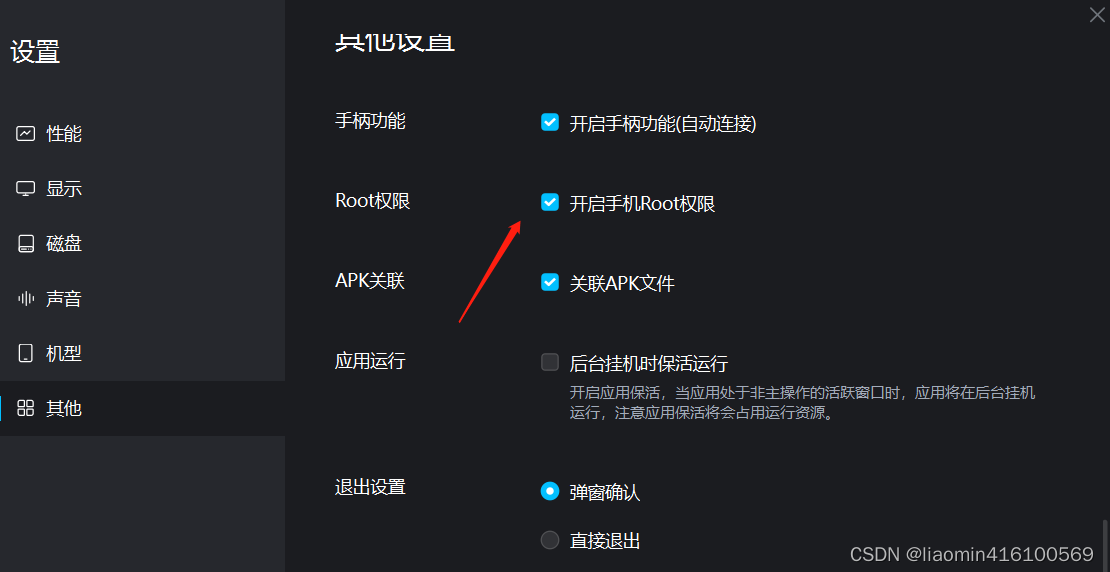 设置
其他设置
性能
显示
磁盘
声音
机型
其他
手柄功能
开启手柄功能(自动连接)
Root权限
开启手机Root权限
APK关联
关联APK文件
应用运行
后台挂机时保活运行
开启应用保活，当应用处于非主操作的活跃窗口时，应用将在后台挂机
运行，注意应用保活将会占用运行资源。
退出设置
弹窗确认
直接退出
CSDN @liaomin416100569